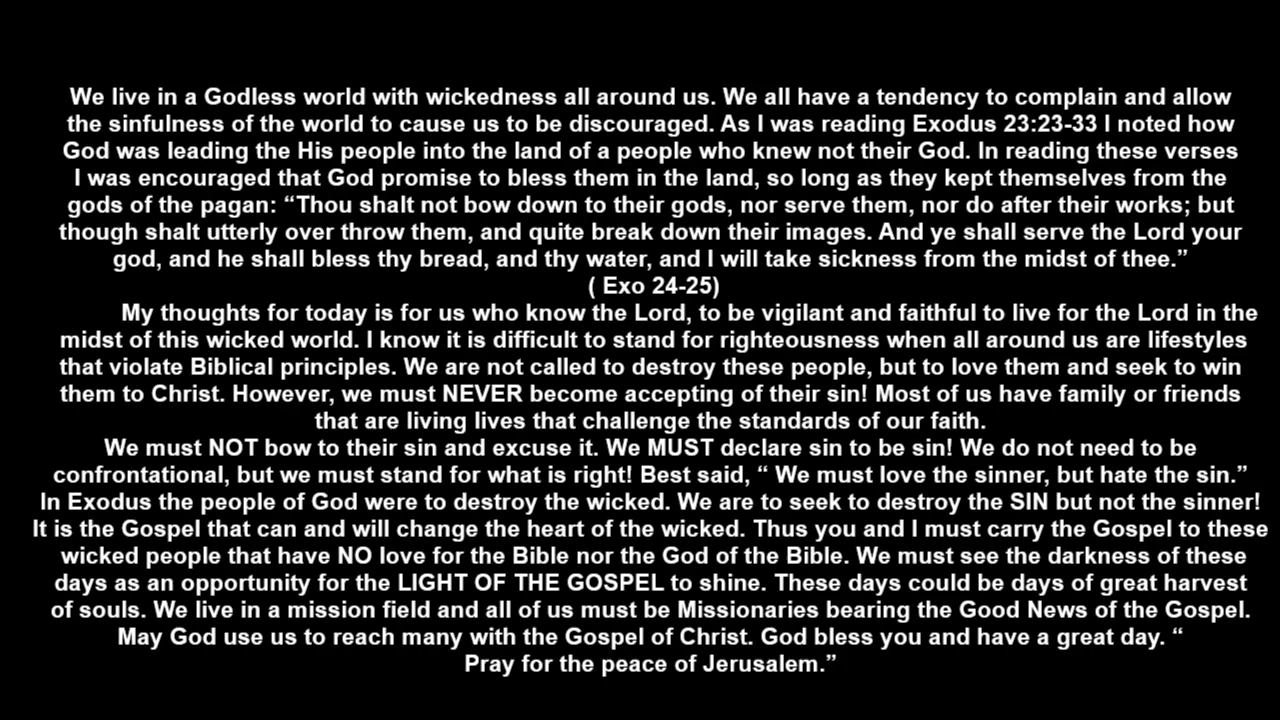 We live in a Godless world with wickedness all around us. We all have a tendency to complain and allow
the sinfulness of the world to cause us to be discouraged. As I was reading Exodus 23:23-33 I noted how
God was leading the His people into the land of a people who knew not their God. In reading these verses
I was encouraged that God promise to bless them in the land, so long as they kept themselves from the
gods of the pagan: “Thou shalt not bow down to their gods, nor serve them, nor do after their works; but
though shalt utterly over throw them, and quite break down their images. And ye shall serve the Lord your
god, and he shall bless thy bread, and thy water, and I will take sickness from the midst of thee.”
( Exo 24-25)
My thoughts for today is for us who know the Lord, to be vigilant and faithful to live for the Lord in the
midst of this wicked world. I know it is difficult to stand for righteousness when all around us are lifestyles
that violate Biblical principles. We are not called to destroy these people, but to love them and seek to win
them to Christ. However, we must NEVER become accepting of their sin! Most of us have family or friends
that are living lives that challenge the standards of our faith.
We must NOT bow to their sin and excuse it. We MUST declare sin to be sin! We do not need to be
confrontational, but we must stand for what is right! Best said, “ We must love the sinner, but hate the sin.”
In Exodus the people of God were to destroy the wicked. We are to seek to destroy the SIN but not the sinner!
It is the Gospel that can and will change the heart of the wicked. Thus you and I must carry the Gospel to these
wicked people that have NO love for the Bible nor the God of the Bible. We must see the darkness of these
days as an opportunity for the LIGHT OF THE GOSPEL to shine. These days could be days of great harvest
of souls. We live in a mission field and all of us must be Missionaries bearing the Good News of the Gospel.
May God use us to reach many with the Gospel of Christ. God bless you and have a great day. “
Pray for the peace of Jerusalem.”